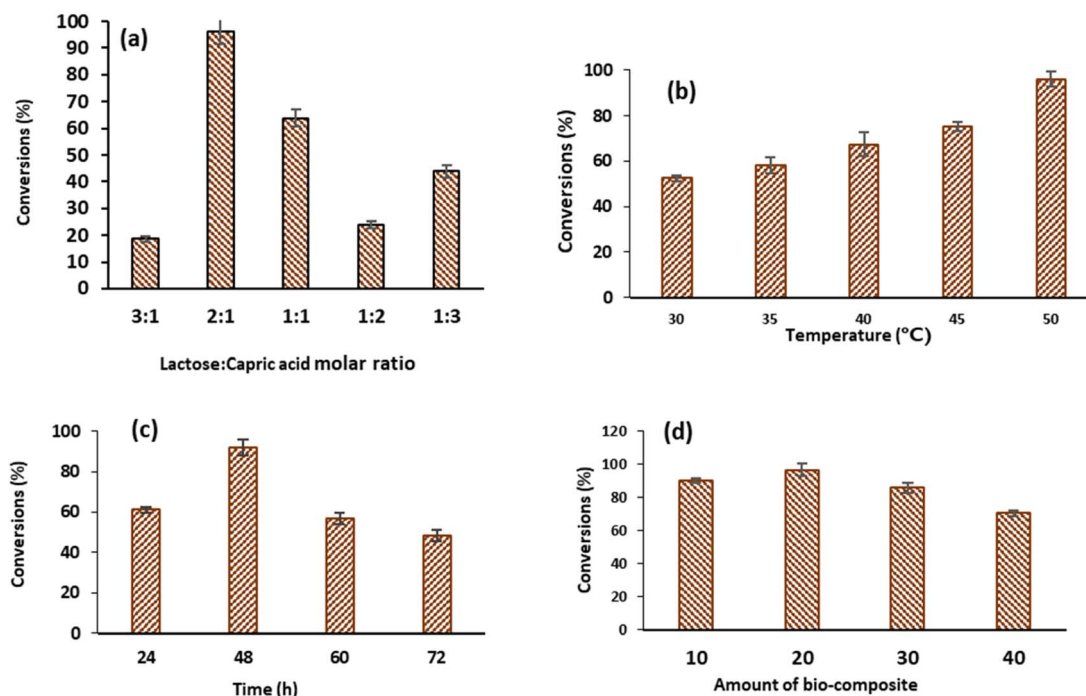 (a)
Conversions (%)
100
90
80
70
60
50
40
30
20
10
0
3:1 2:1 1:1 1:2 1:3
Lactose:Capric acid molar ratio
(b)
Conversions (%)
100
80
60
40
20
0
30 35 40 45 50
Temperature (°C)
(c)
Conversions (%)
100
80
60
40
20
0
24 48 60 72
Time (h)
(d)
Conversions (%)
120
100
80
60
40
20
0
10 20 30 40
Amount of bio-composite